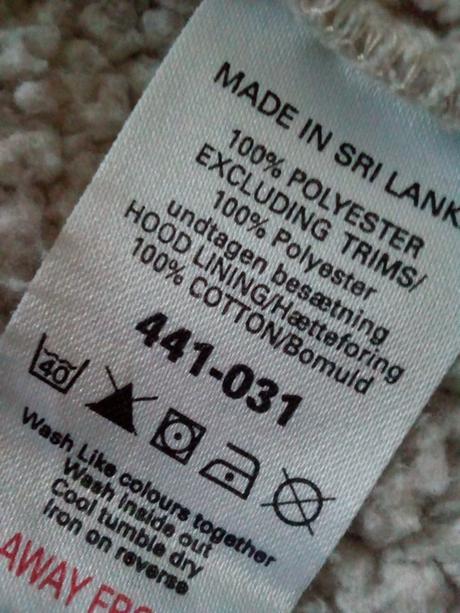 MADE IN SRI LANK
100% POLYESTER
EXCLUDING TRIMS/
100% Polyester
undtagen besætning
HOOD LINING/Hætteforing
100% COTTON/Bomuld
441-031
40
Wash Like colours together
Wash inside out
Cool tumble dry
iron on reverse
AWAY FRO